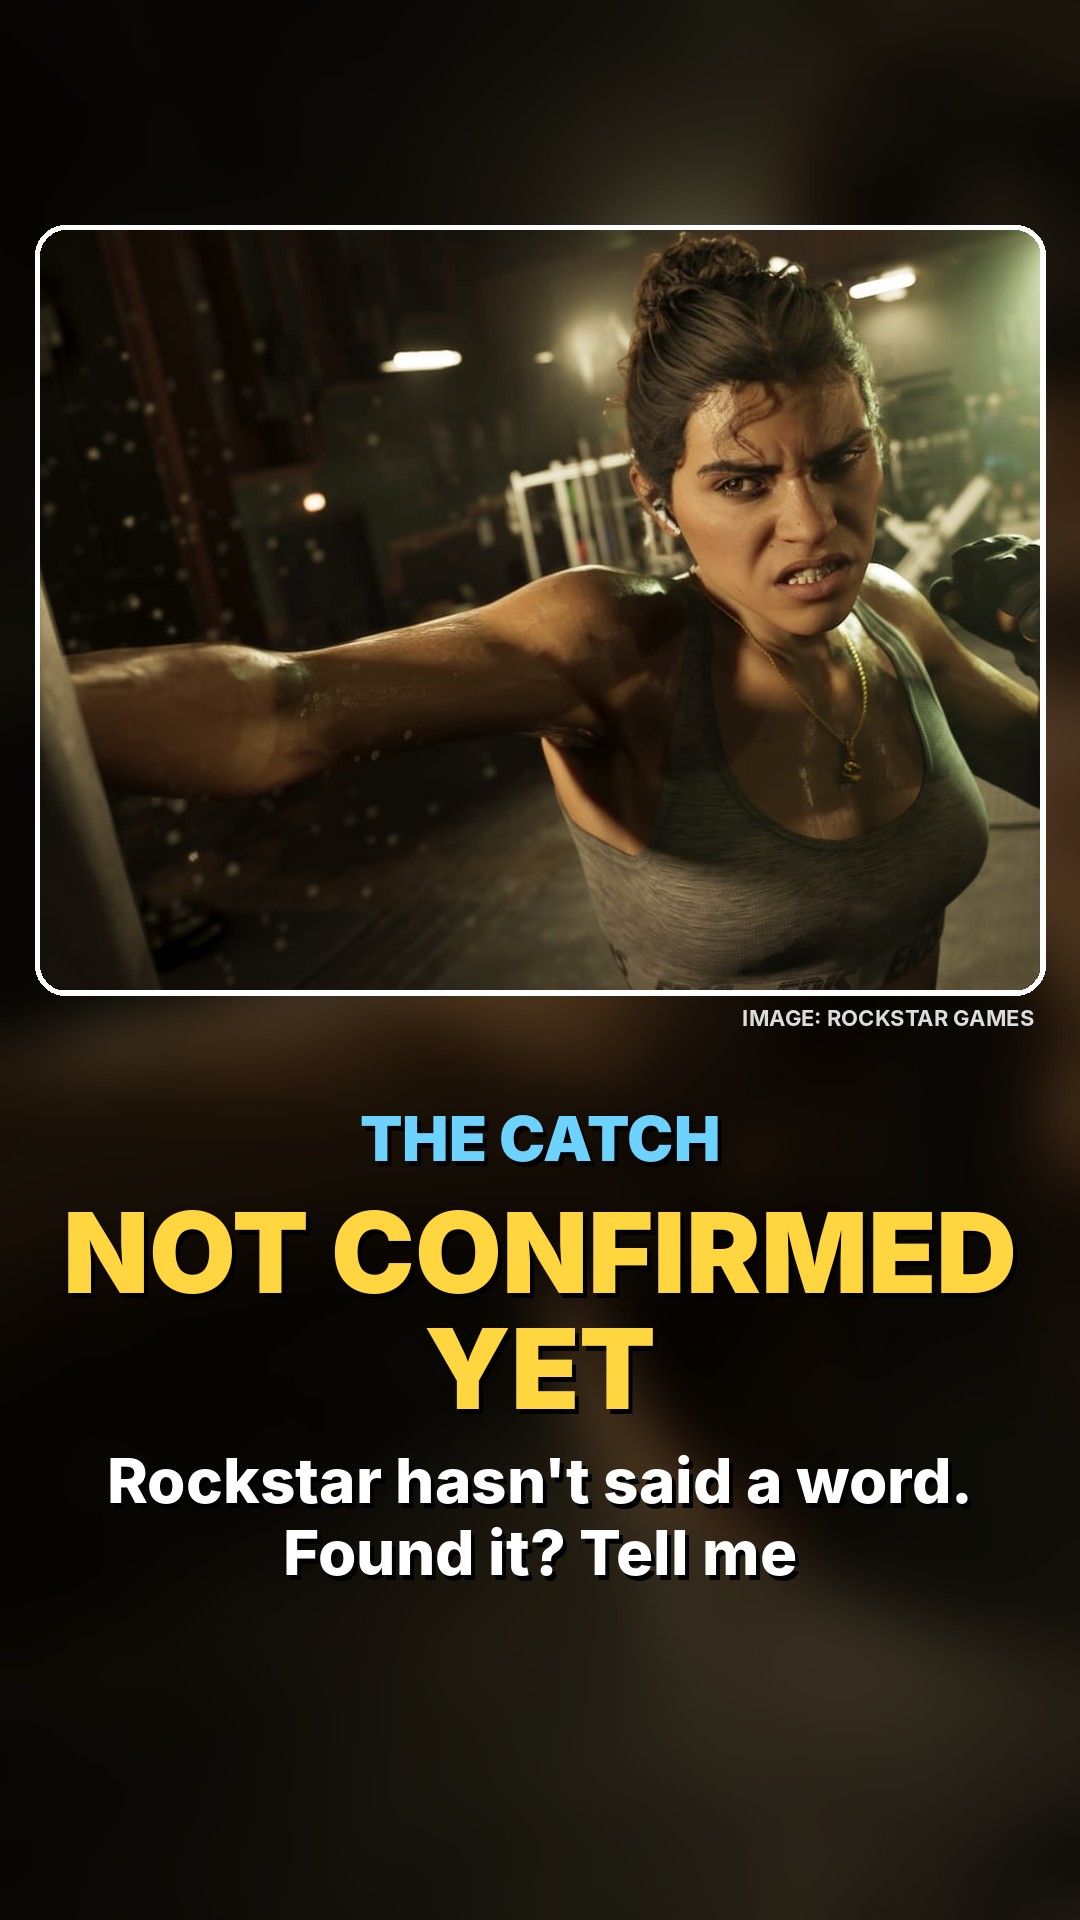 IMAGE: ROCKSTAR GAMES
THE CATCH
NOT CONFIRMED
YET
Rockstar hasn't said a word.
Found it? Tell me